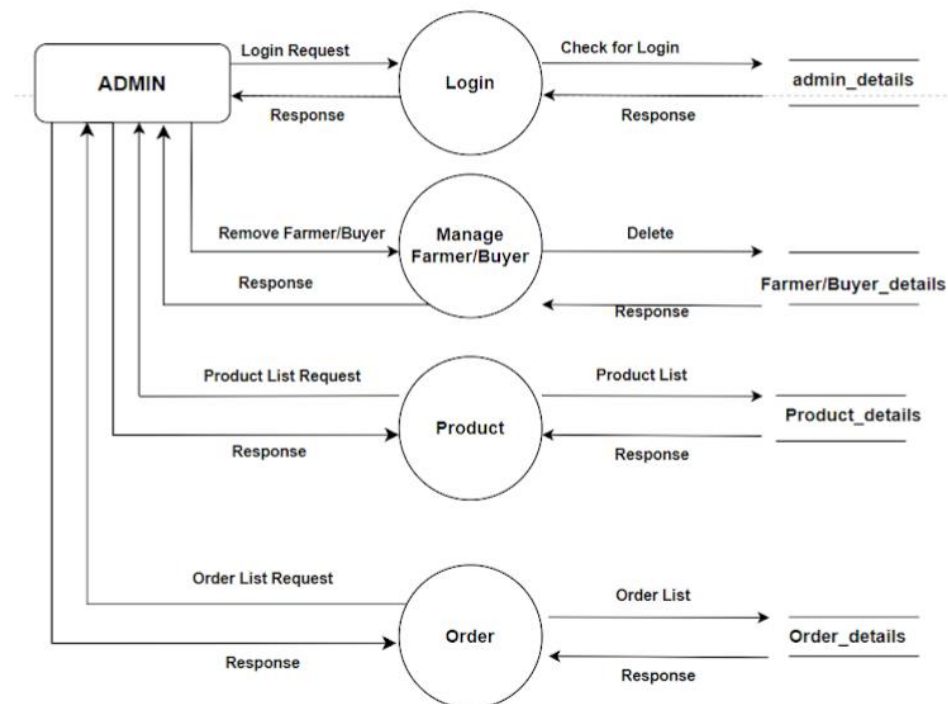 Login Request
Check for Login
ADMIN
Login
admin_details
Response
Response
Remove Farmer/Buyer
Manage
Farmer/Buyer
Delete
Response
Farmer/Buyer_details
Response
Product List Request
Product List
Product
Product_details
Response
Response
Order List Request
Order List
Order
Order_details
Response
Response